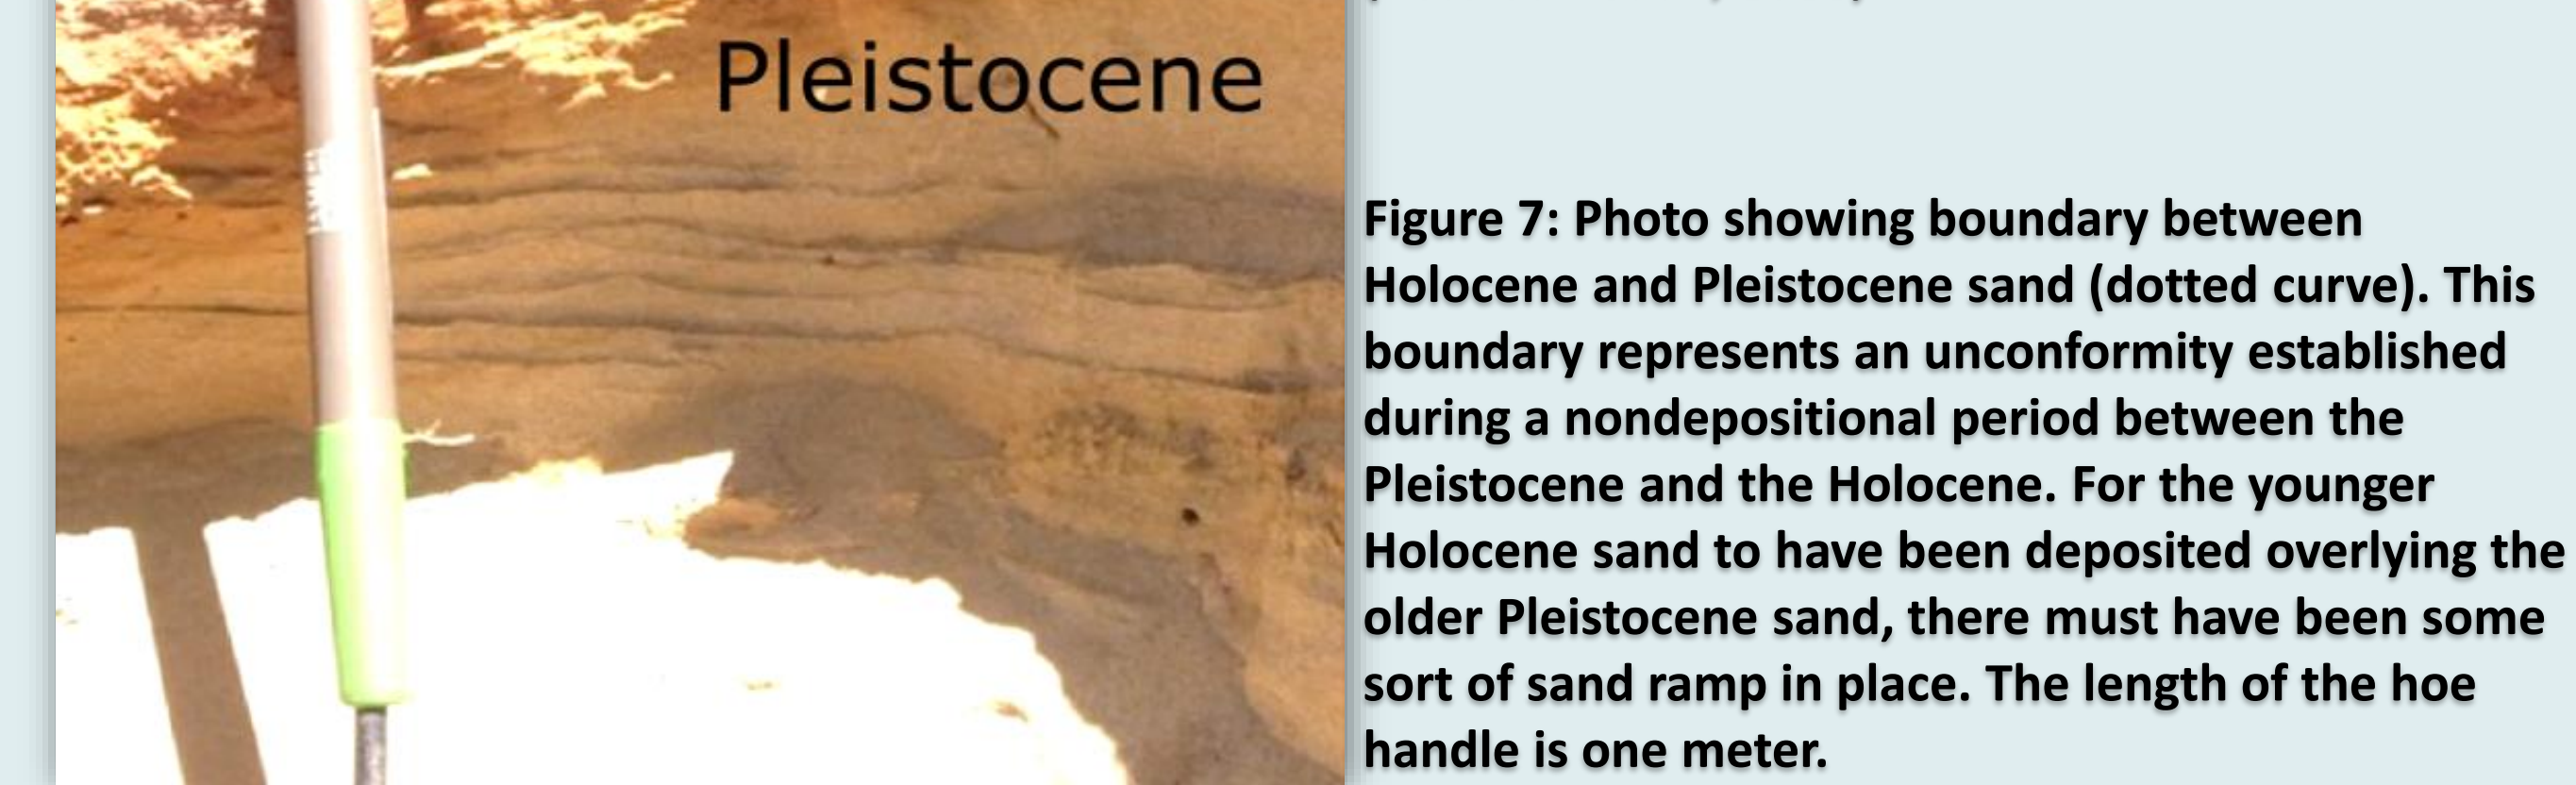 Pleistocene
Figure 7: Photo showing boundary between
Holocene and Pleistocene sand (dotted curve). This
boundary represents an unconformity established
during a nondepositional period between the
Pleistocene and the Holocene. For the younger
Holocene sand to have been deposited overlying the
older Pleistocene sand, there must have been some
sort of sand ramp in place. The length of the hoe
handle is one meter.